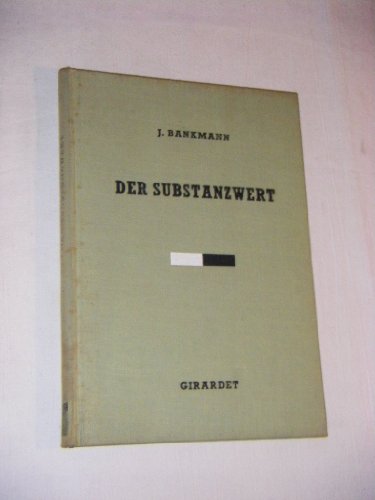 J. BANKMANN
DER SUBSTANZWERT
GIRARDET